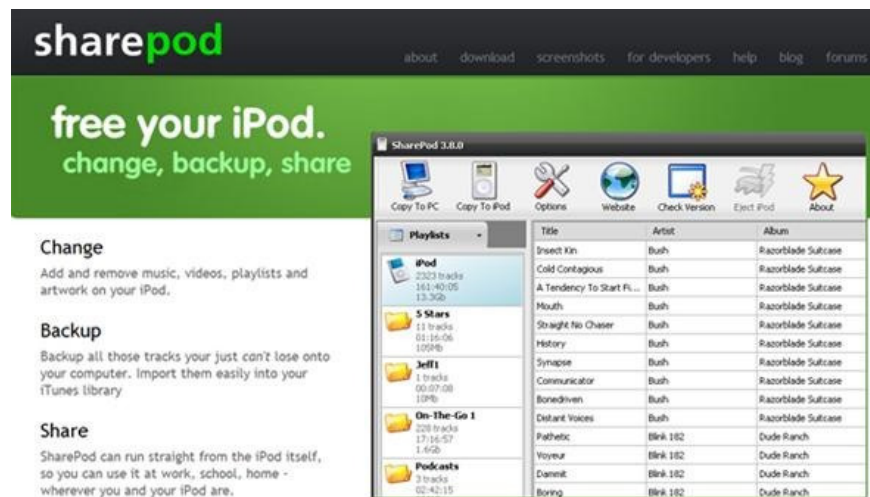 sharepod
about download screenshots for developers help blog forums
free your iPod.
change, backup, share
Change
Add and remove music, videos, playlists and
artwork on your iPod.
Backup
Backup all those tracks your just can't lose onto
your computer. Import them easily into your
iTunes library
Share
SharePod can run straight from the iPod itself,
so you can use it at work, school, home -
wherever you and your iPod are.
SharePod 3.8.0
Copy To PC Copy To iPod Options Website Check Version Eject iPod About
Playlists
iPod
2323 tracks
161:40:05
13.3Gb
5 Stars
11 tracks
01:16:06
105Mb
Jeff1
1 tracks
00:07:08
10Mb
On-The-Go 1
228 tracks
17:16:57
1.6Gb
Podcasts
3 tracks
02:42:15
Title Artist Album
Insect Kin Bush Razorblade Suitcase
Cold Contagious Bush Razorblade Suitcase
A Tendency To Start Fi... Bush Razorblade Suitcase
Mouth Bush Razorblade Suitcase
Straight No Chaser Bush Razorblade Suitcase
History Bush Razorblade Suitcase
Synapse Bush Razorblade Suitcase
Communicator Bush Razorblade Suitcase
Bonedriven Bush Razorblade Suitcase
Distant Voices Bush Razorblade Suitcase
Pathetic Blink 182 Dude Ranch
Voyeur Blink 182 Dude Ranch
Dammit Blink 182 Dude Ranch
Boring Blink 182 Dude Ranch